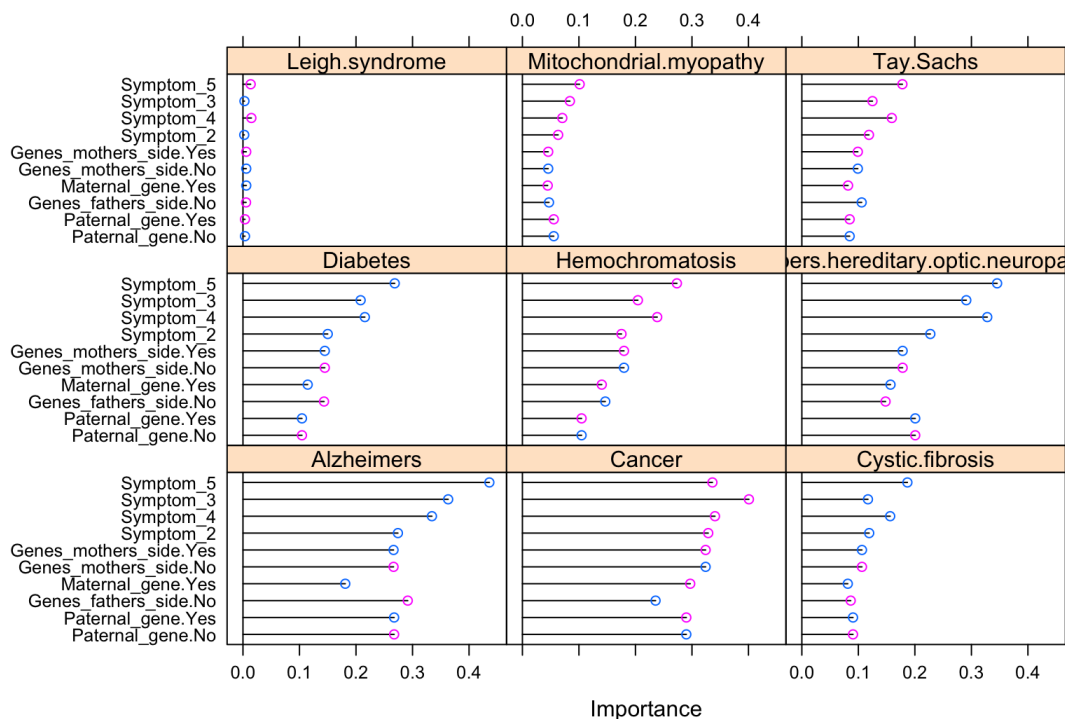 0.0 0.1 0.2 0.3 0.4
Leigh.syndrome
Mitochondrial.myopathy
Tay.Sachs
Symptom_5
Symptom_3
Symptom_4
Symptom_2
Genes_mothers_side.Yes
Genes_mothers_side.No
Maternal_gene.Yes
Genes_fathers_side.No
Paternal_gene.Yes
Paternal_gene.No
Diabetes
Hemochromatosis
bers.hereditary.optic.neuropa
Symptom_5
Symptom_3
Symptom_4
Symptom_2
Genes_mothers_side.Yes
Genes_mothers_side.No
Maternal_gene.Yes
Genes_fathers_side.No
Paternal_gene.Yes
Paternal_gene.No
Alzheimers
Cancer
Cystic.fibrosis
Symptom_5
Symptom_3
Symptom_4
Symptom_2
Genes_mothers_side.Yes
Genes_mothers_side.No
Maternal_gene.Yes
Genes_fathers_side.No
Paternal_gene.Yes
Paternal_gene.No
0.0 0.1 0.2 0.3 0.4
0.0 0.1 0.2 0.3 0.4
Importance